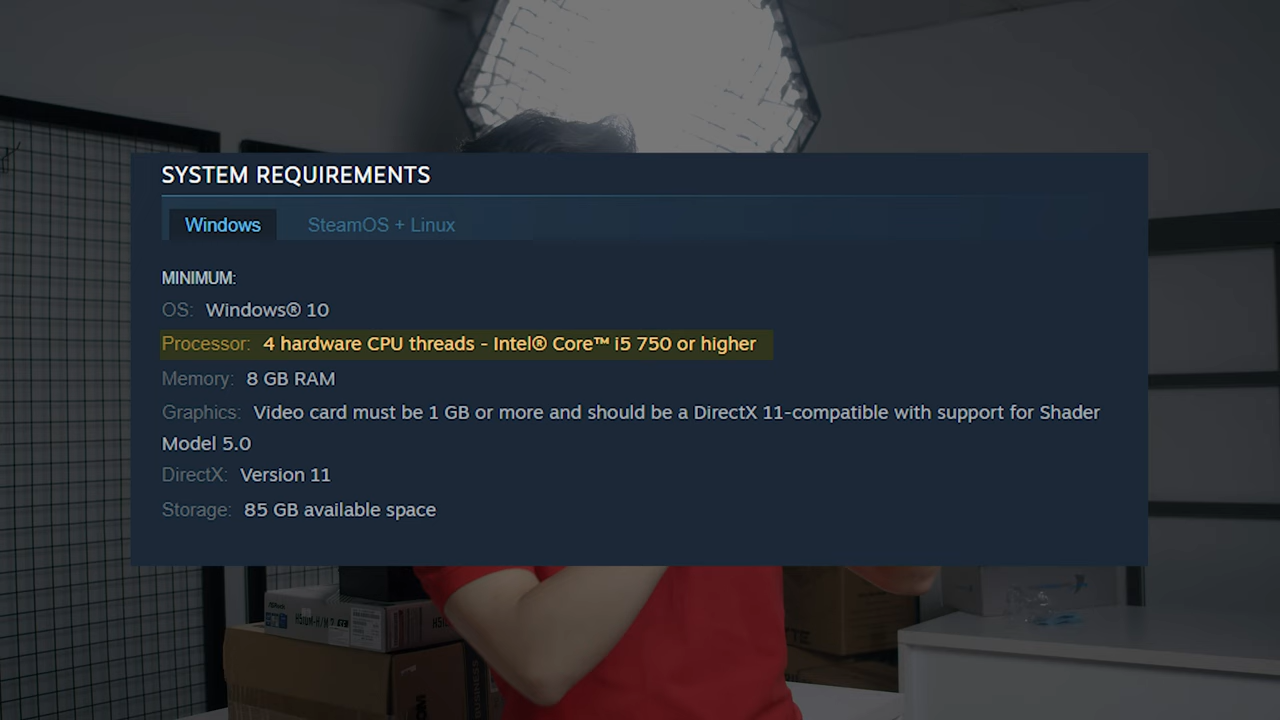 SYSTEM REQUIREMENTS
Windows SteamOS + Linux
MINIMUM:
OS: Windows® 10
Processor: 4 hardware CPU threads - Intel® Core™ i5 750 or higher
Memory: 8 GB RAM
Graphics: Video card must be 1 GB or more and should be a DirectX 11-compatible with support for Shader
Model 5.0
DirectX: Version 11
Storage: 85 GB available space